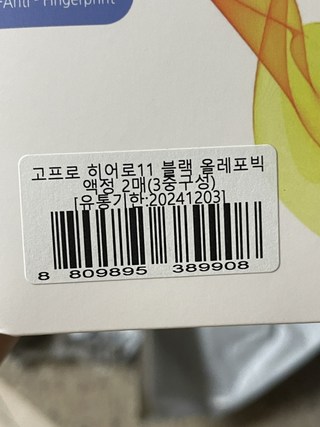 Anti - Fingerprint
고프로 히어로11 블랙 올레포빅
액정 2매(3중구성)
[유통기한:20241203]
8 809895 389908